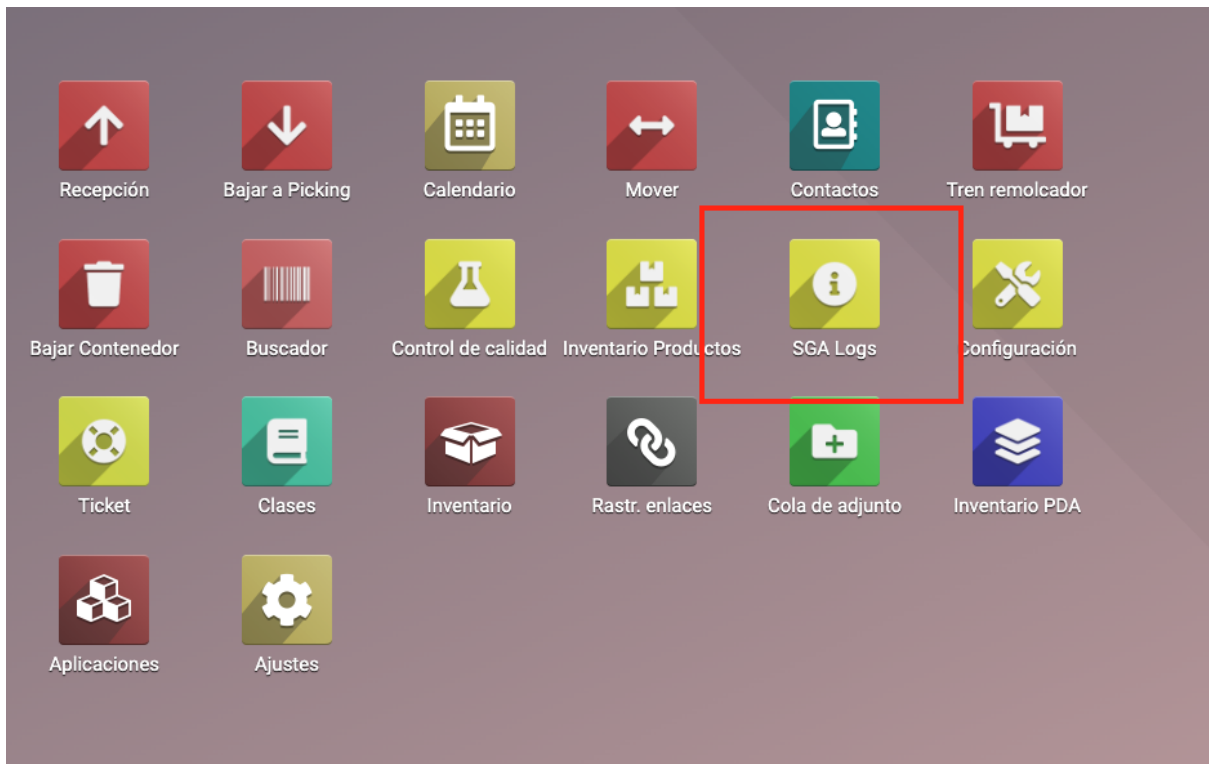 Recepción
Bajar a Picking
Calendario
Mover
Contactos
Tren remolcador
Bajar Contenedor
Buscador
Control de calidad
Inventario Productos
SGA Logs
Configuración
Ticket
Clases
Inventario
Rastr. enlaces
Cola de adjunto
Inventario PDA
Aplicaciones
Ajustes